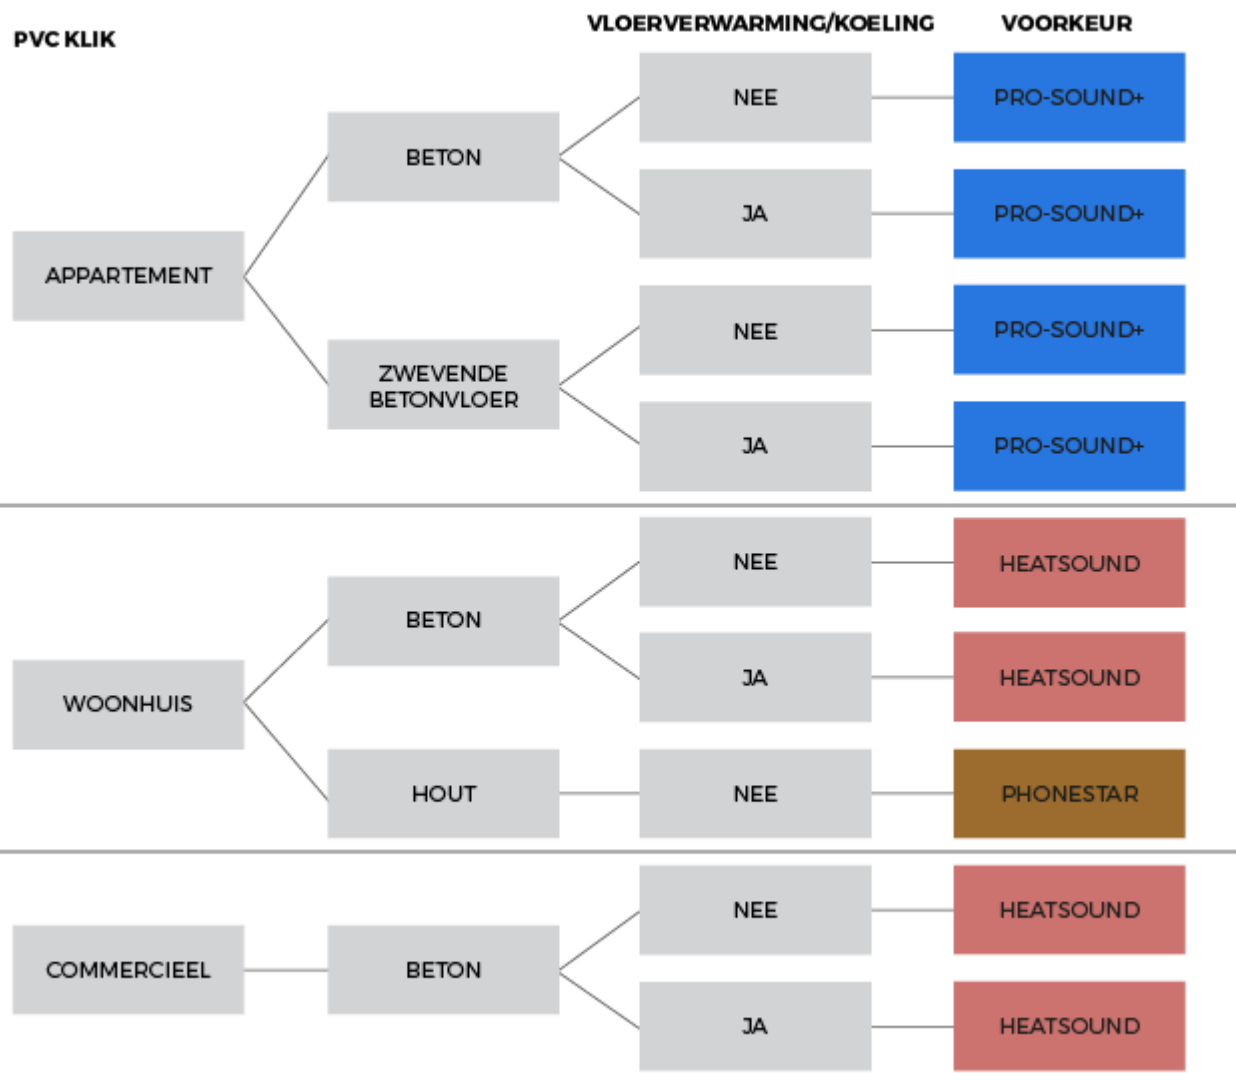 PVC KLIK
VLOERVERWARMING/KOELING
VOORKEUR
APPARTEMENT
BETON
NEE
PRO-SOUND+
JA
PRO-SOUND+
ZWEVENDE
BETONVLOER
NEE
PRO-SOUND+
JA
PRO-SOUND+
WOONHUIS
BETON
NEE
HEATSOUND
JA
HEATSOUND
HOUT
NEE
PHONESTAR
COMMERCIEEL
BETON
NEE
HEATSOUND
JA
HEATSOUND